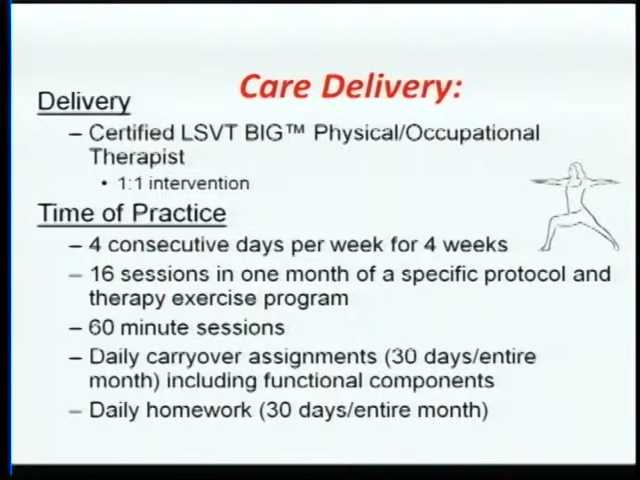 Care Delivery:
Delivery
– Certified LSVT BIG™ Physical/Occupational
Therapist
• 1:1 intervention
Time of Practice
– 4 consecutive days per week for 4 weeks
– 16 sessions in one month of a specific protocol and
therapy exercise program
– 60 minute sessions
– Daily carryover assignments (30 days/entire
month) including functional components
– Daily homework (30 days/entire month)